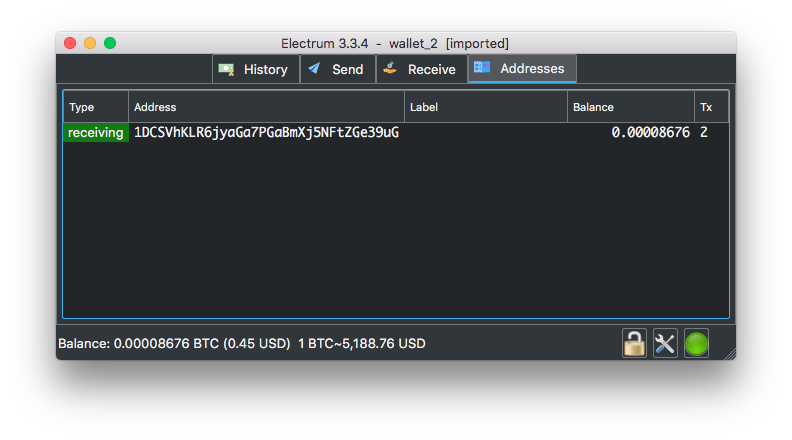 Electrum 3.3.4 - wallet_2 [imported]
History Send Receive Addresses
Type Address Label Balance Tx
receiving 1DCSVhKLR6jyaGa7PGaBmXj5NFtZGe39uG 0.00008676 2
Balance: 0.00008676 BTC (0.45 USD) 1 BTC~5,188.76 USD